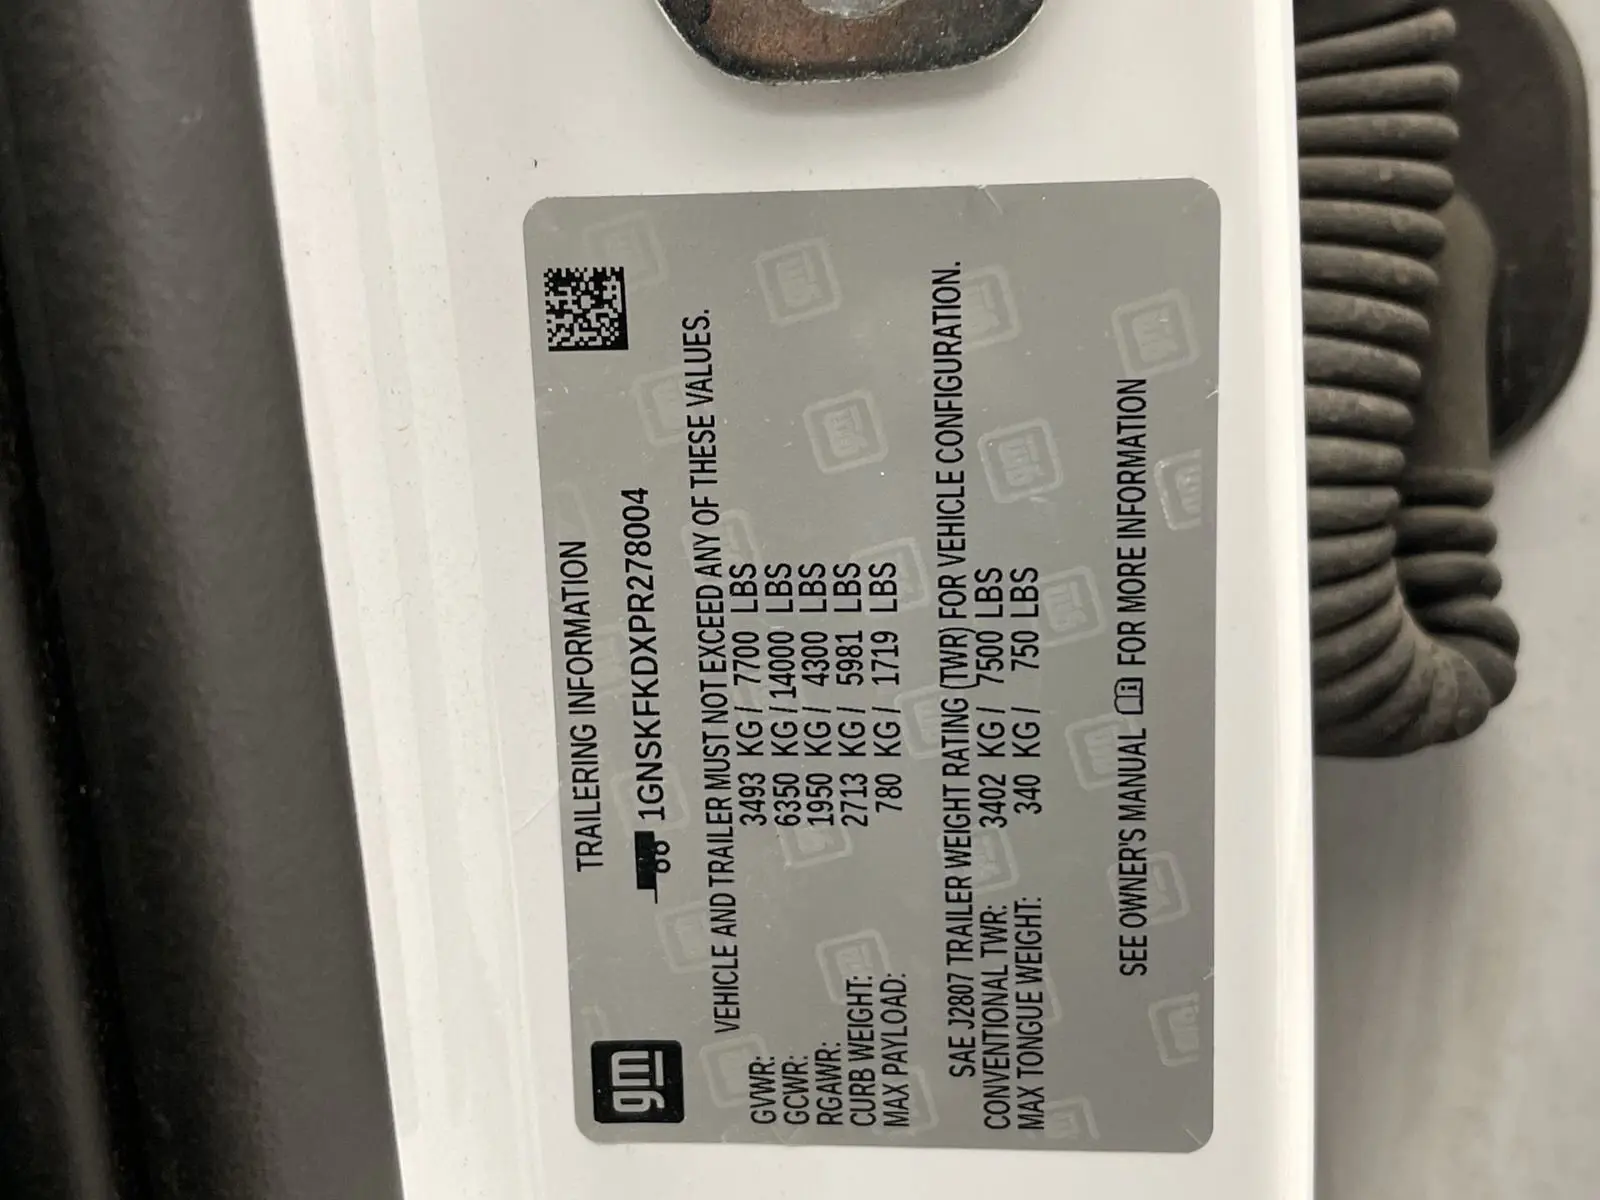 gm
TRAILERING INFORMATION
1GNSKFKDXPR278004
VEHICLE AND TRAILER MUST NOT EXCEED ANY OF THESE VALUES.
GVWR: 3493 KG / 7700 LBS
GCWR: 6350 KG / 14000 LBS
RGAWR: 1950 KG / 4300 LBS
CURB WEIGHT: 2713 KG / 5981 LBS
MAX PAYLOAD: 780 KG / 1719 LBS
SAE J2807 TRAILER WEIGHT RATING (TWR) FOR VEHICLE CONFIGURATION.
CONVENTIONAL TWR: 3402 KG / 7500 LBS
MAX TONGUE WEIGHT: 340 KG / 750 LBS
SEE OWNER'S MANUAL FOR MORE INFORMATION